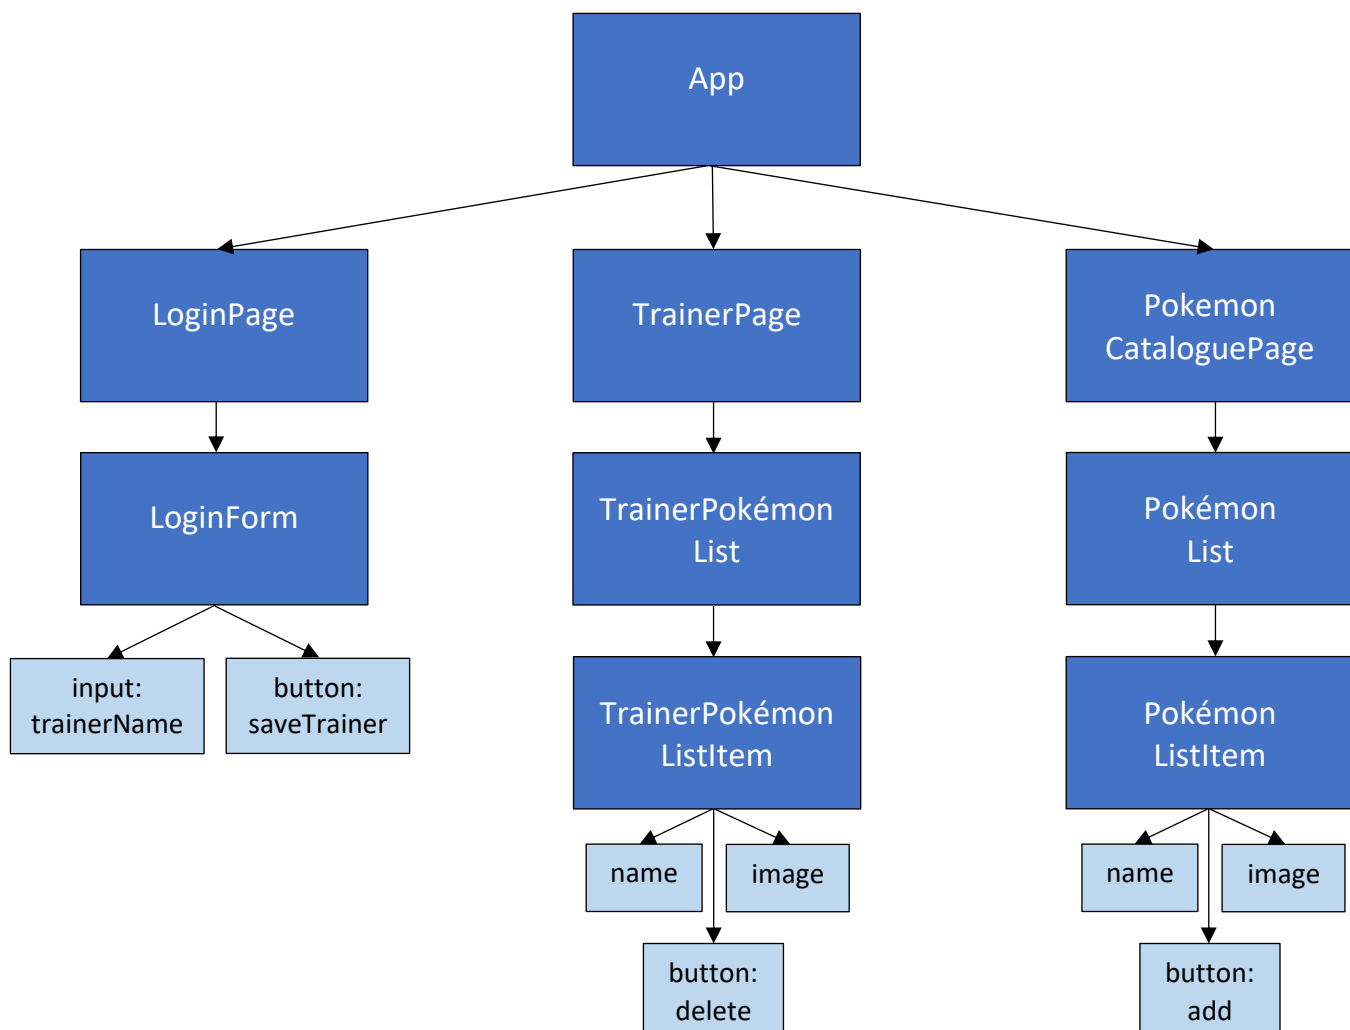 App
LoginPage
TrainerPage
Pokemon
CataloguePage
LoginForm
TrainerPokémon
List
Pokémon
List
input:
trainerName
button:
saveTrainer
TrainerPokémon
ListItem
Pokémon
ListItem
name
image
name
image
button:
delete
button:
add